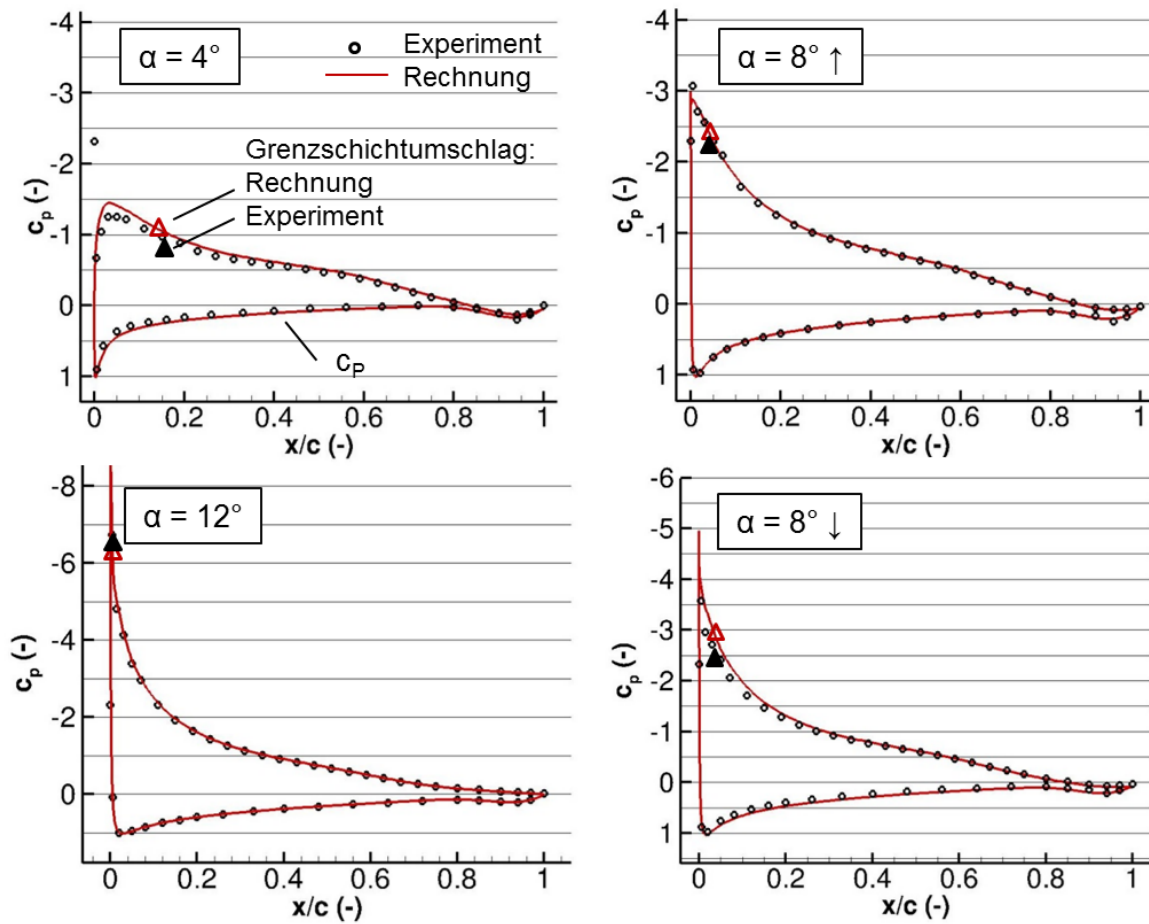 α = 4°
Experiment
Rechnung
Grenzschichtumschlag:
Rechnung
Experiment
c_P
-4
-3
-2
-1
0
1
c_p (-)
0
0.2
0.4
0.6
0.8
1
x/c (-)
α = 8° ↑
-4
-3
-2
-1
0
1
c_p (-)
0
0.2
0.4
0.6
0.8
1
x/c (-)
α = 12°
-8
-6
-4
-2
0
c_p (-)
0
0.2
0.4
0.6
0.8
1
x/c (-)
α = 8° ↓
-6
-5
-4
-3
-2
-1
0
1
c_p (-)
0
0.2
0.4
0.6
0.8
1
x/c (-)